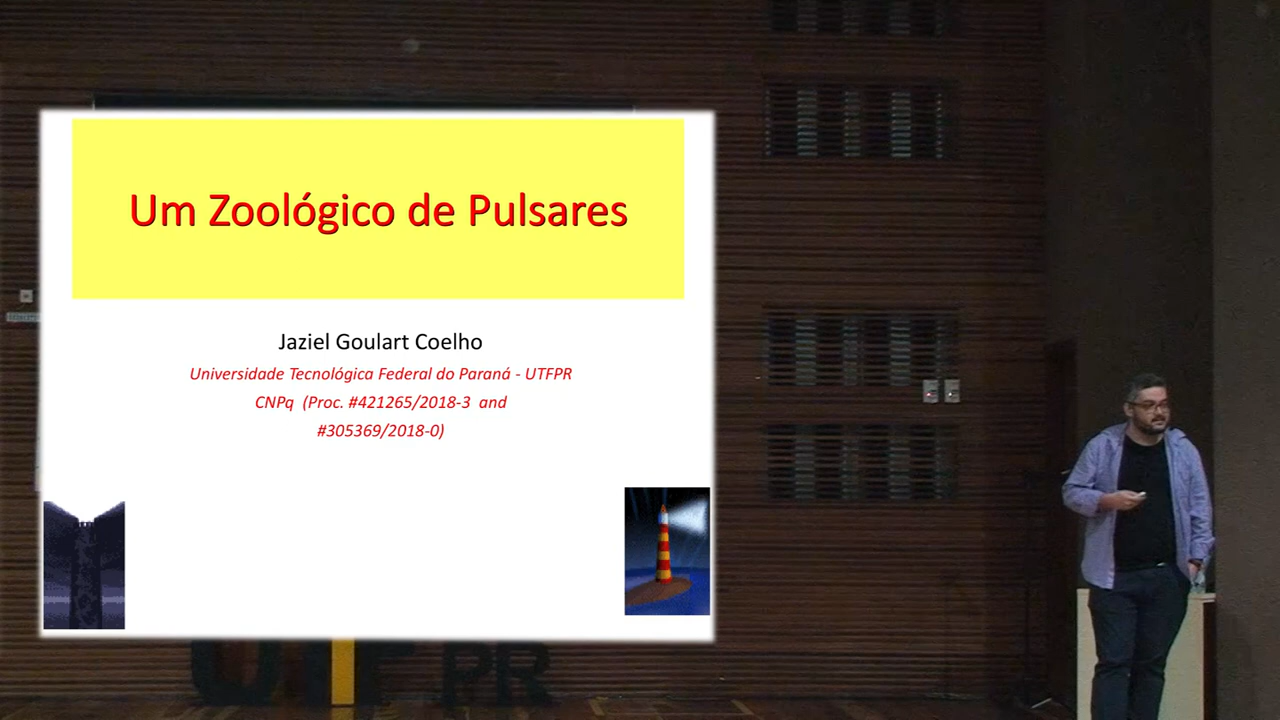 Um Zoológico de Pulsares
Jaziel Goulart Coelho
Universidade Tecnológica Federal do Paraná - UTFPR
CNPq (Proc. #421265/2018-3 and
#305369/2018-0)
UTFPR